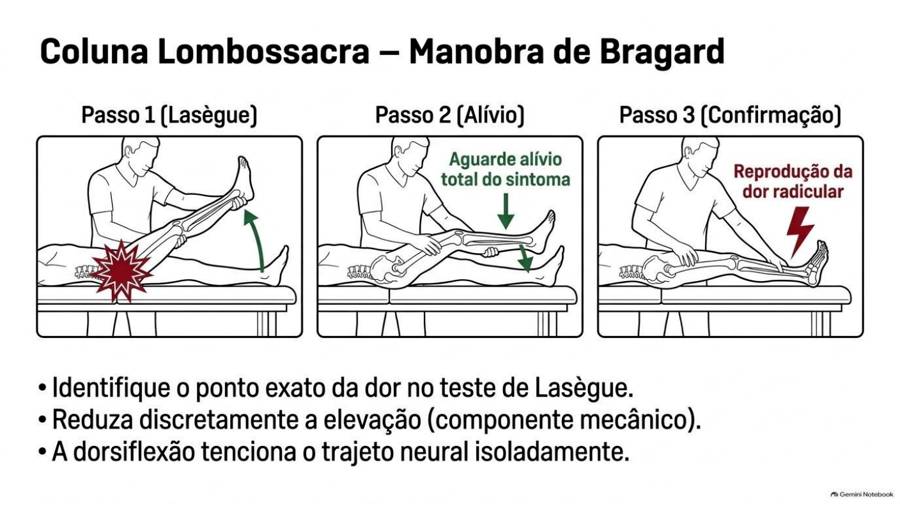 Coluna Lombossacra – Manobra de Bragard
Passo 1 (Lasègue)
Passo 2 (Alívio)
Aguarde alívio
total do sintoma
Passo 3 (Confirmação)
Reprodução da
dor radicular
• Identifique o ponto exato da dor no teste de Lasègue.
• Reduza discretamente a elevação (componente mecânico).
• A dorsiflexão tenciona o trajeto neural isoladamente.
Gemini Notebook